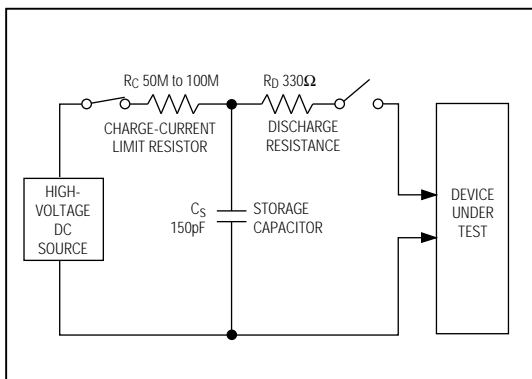 RC 50M to 100M
CHARGE-CURRENT
LIMIT RESISTOR
RD 330Ω
DISCHARGE
RESISTANCE
HIGH-
VOLTAGE
DC
SOURCE
CS
150pF
STORAGE
CAPACITOR
DEVICE
UNDER
TEST